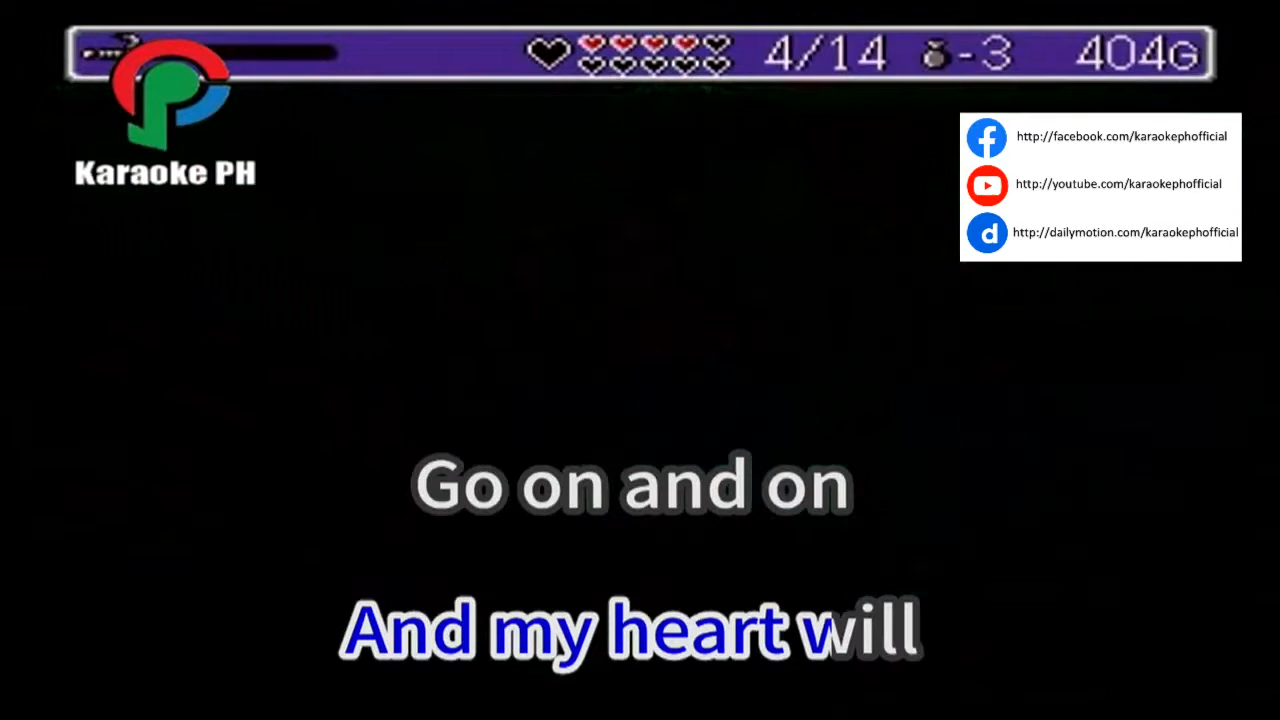 4/14 -3 404G
Karaoke PH
http://facebook.com/karaokephofficial
http://youtube.com/karaokephofficial
d http://dailymotion.com/karaokephofficial
Go on and on
And my heart will